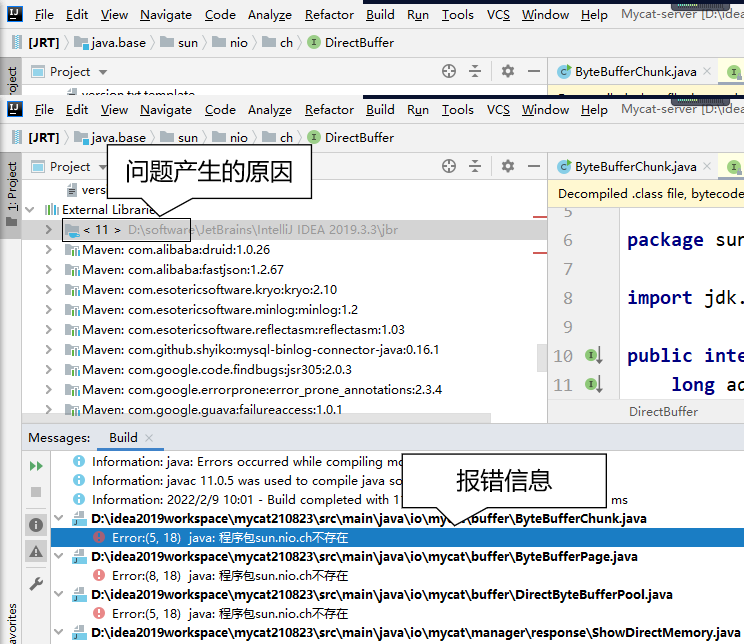 File Edit View Navigate Code Analyze Refactor Build Run Tools VCS Window Help Mycat-server [D:\idea
[JRT] java.base sun nio ch DirectBuffer
Project ByteBufferChunk.java
File Edit View Navigate Code Analyze Refactor Build Run Tools VCS Window Help Mycat-server [D:\idea
[JRT] java.base sun nio ch DirectBuffer
1: Project
Project ByteBufferChunk.java
问题产生的原因
Decompiled .class file, bytecode
External Librarie
< 11 > D:\software\JetBrains\IntelliJ IDEA 2019.3.3\jbr
Maven: com.alibaba:druid:1.0.26
Maven: com.alibaba:fastjson:1.2.67
Maven: com.esotericsoftware.kryo:kryo:2.10
Maven: com.esotericsoftware.minlog:minlog:1.2
Maven: com.esotericsoftware.reflectasm:reflectasm:1.03
Maven: com.github.shyiko:mysql-binlog-connector-java:0.16.1
Maven: com.google.code.findbugs:jsr305:2.0.3
Maven: com.google.errorprone:error_prone_annotations:2.3.4
Maven: com.google.guava:failureaccess:1.0.1
5
6 package sun
7
8 import jdk.
9
10 public inte
11 long ad
DirectBuffer
Messages: Build
Information: java: Errors occurred while compiling mo
Information: javac 11.0.5 was used to compile java so
Information: 2022/2/9 10:01 - Build completed with 1 ms
报错信息
D:\idea2019workspace\mycat210823\src\main\java\io\mycat\buffer\ByteBufferChunk.java
Error:(5, 18) java: 程序包sun.nio.ch不存在
D:\idea2019workspace\mycat210823\src\main\java\io\mycat\buffer\ByteBufferPage.java
Error:(8, 18) java: 程序包sun.nio.ch不存在
D:\idea2019workspace\mycat210823\src\main\java\io\mycat\buffer\DirectByteBufferPool.java
Error:(5, 18) java: 程序包sun.nio.ch不存在
D:\idea2019workspace\mycat210823\src\main\java\io\mycat\manager\response\ShowDirectMemory.java